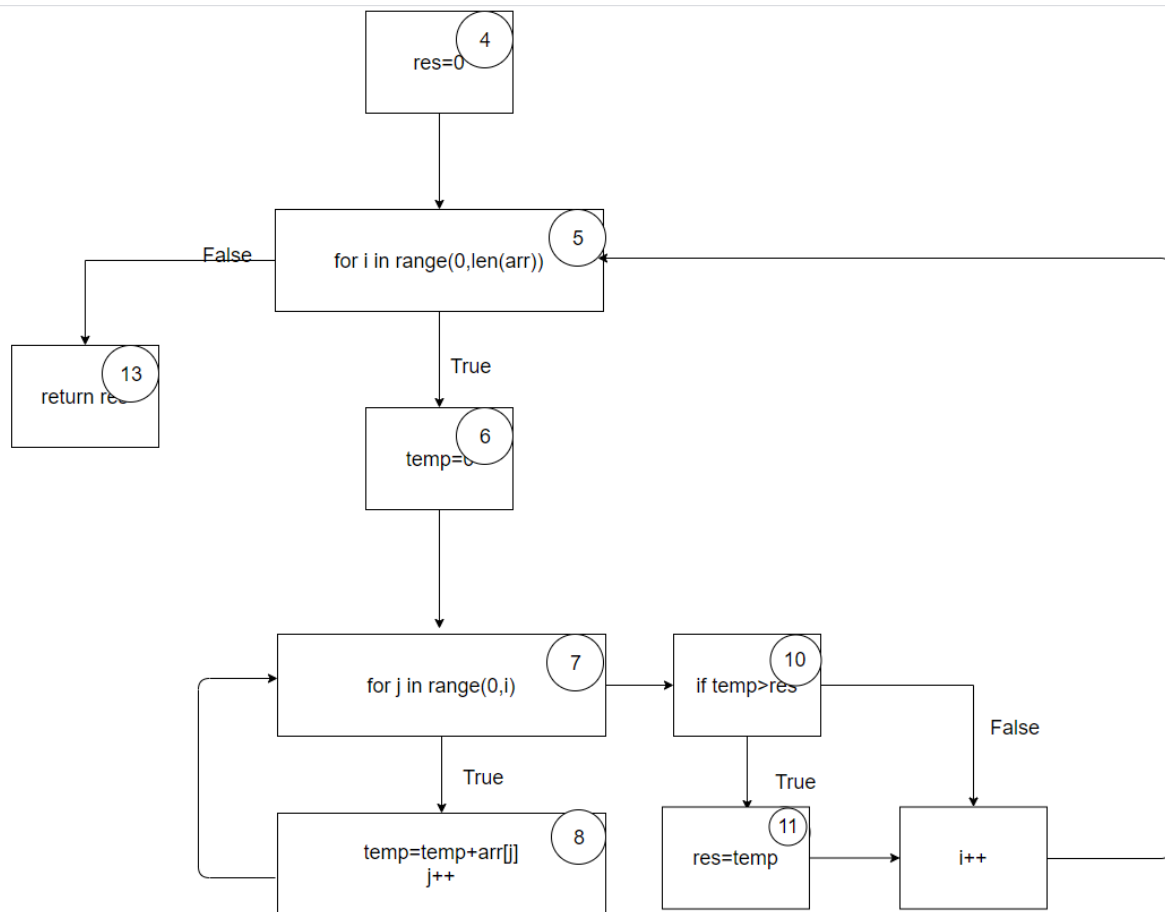 4
res=0
5
for i in range(0,len(arr))
False
13
return
True
6
7
for j in range(0,i)
10
if temp>res
False
True
True
8
temp=temp+arr[j]
j++
11
res=temp
i++